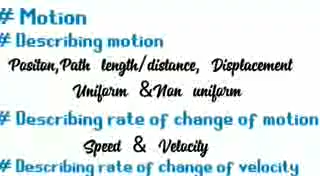 # Motion
# Describing motion
Positon,Path length/distance, Displacement
Uniform &Non uniform
# Describing rate of change of motion
Speed & Velocity
# Describing rate of change of velocity